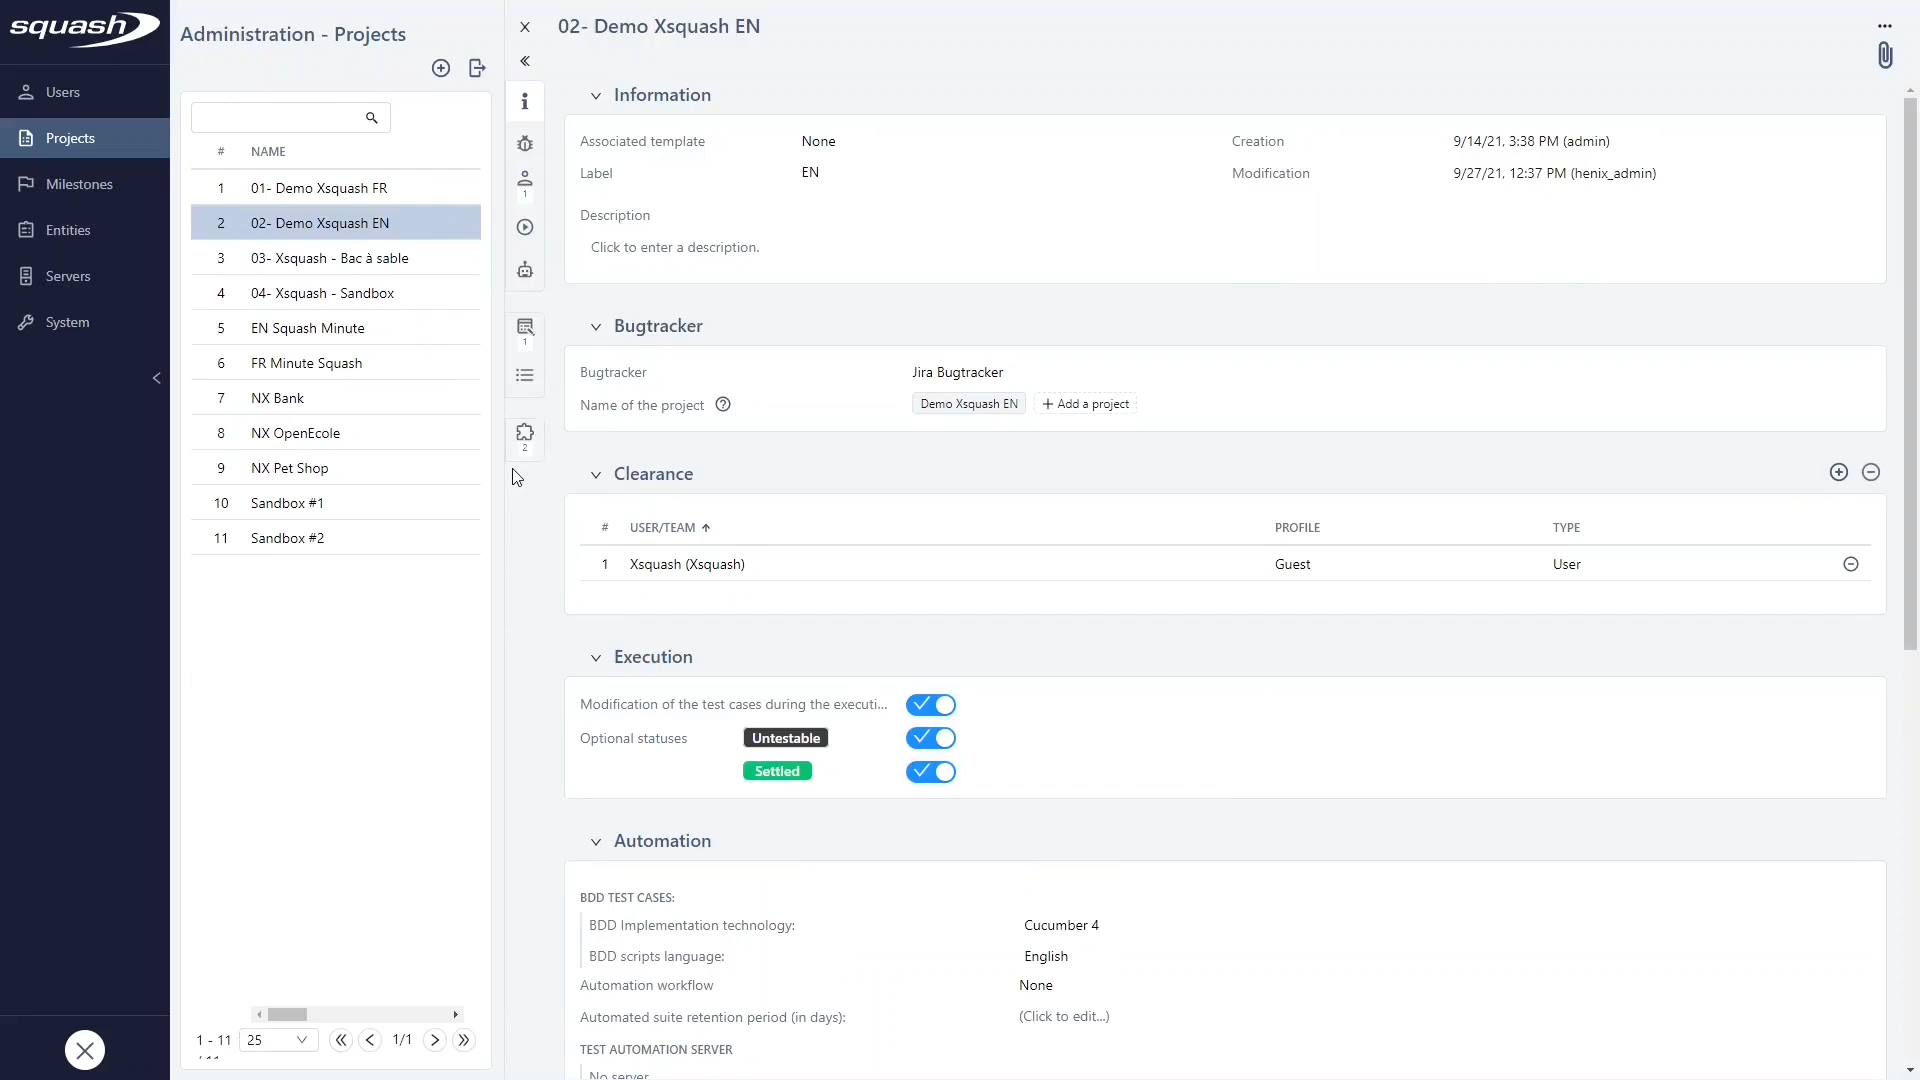 squash
Users
Projects
Milestones
Entities
Servers
System
Administration - Projects
# NAME
1 01- Demo Xsquash FR
2 02- Demo Xsquash EN
3 03- Xsquash - Bac à sable
4 04- Xsquash - Sandbox
5 EN Squash Minute
6 FR Minute Squash
7 NX Bank
8 NX OpenEcole
9 NX Pet Shop
10 Sandbox #1
11 Sandbox #2
1 - 11 25 1/1
1
1
2
02- Demo Xsquash EN
Information
Associated template None Creation 9/14/21, 3:38 PM (admin)
Label EN Modification 9/27/21, 12:37 PM (henix_admin)
Description
Click to enter a description.
Bugtracker
Bugtracker Jira Bugtracker
Name of the project Demo Xsquash EN + Add a project
Clearance
# USER/TEAM PROFILE TYPE
1 Xsquash (Xsquash) Guest User
Execution
Modification of the test cases during the executi...
Optional statuses Untestable
Settled
Automation
BDD TEST CASES:
BDD Implementation technology: Cucumber 4
BDD scripts language: English
Automation workflow None
Automated suite retention period (in days): (Click to edit...)
TEST AUTOMATION SERVER
No server